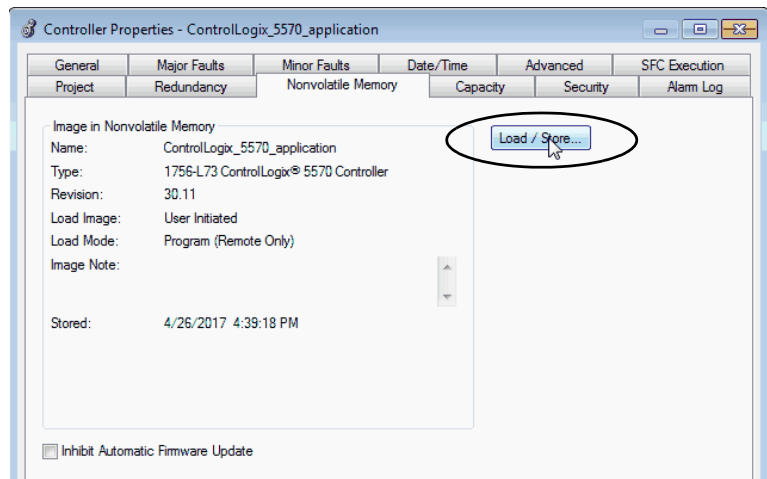 Controller Properties - ControlLogix_5570_application
General Major Faults Minor Faults Date/Time Advanced SFC Execution
Project Redundancy Nonvolatile Memory Capacity Security Alarm Log
Image in Nonvolatile Memory
Load / Store...
Name: ControlLogix_5570_application
Type: 1756-L73 ControlLogix® 5570 Controller
Revision: 30.11
Load Image: User Initiated
Load Mode: Program (Remote Only)
Image Note:
Stored: 4/26/2017 4:39:18 PM
Inhibit Automatic Firmware Update